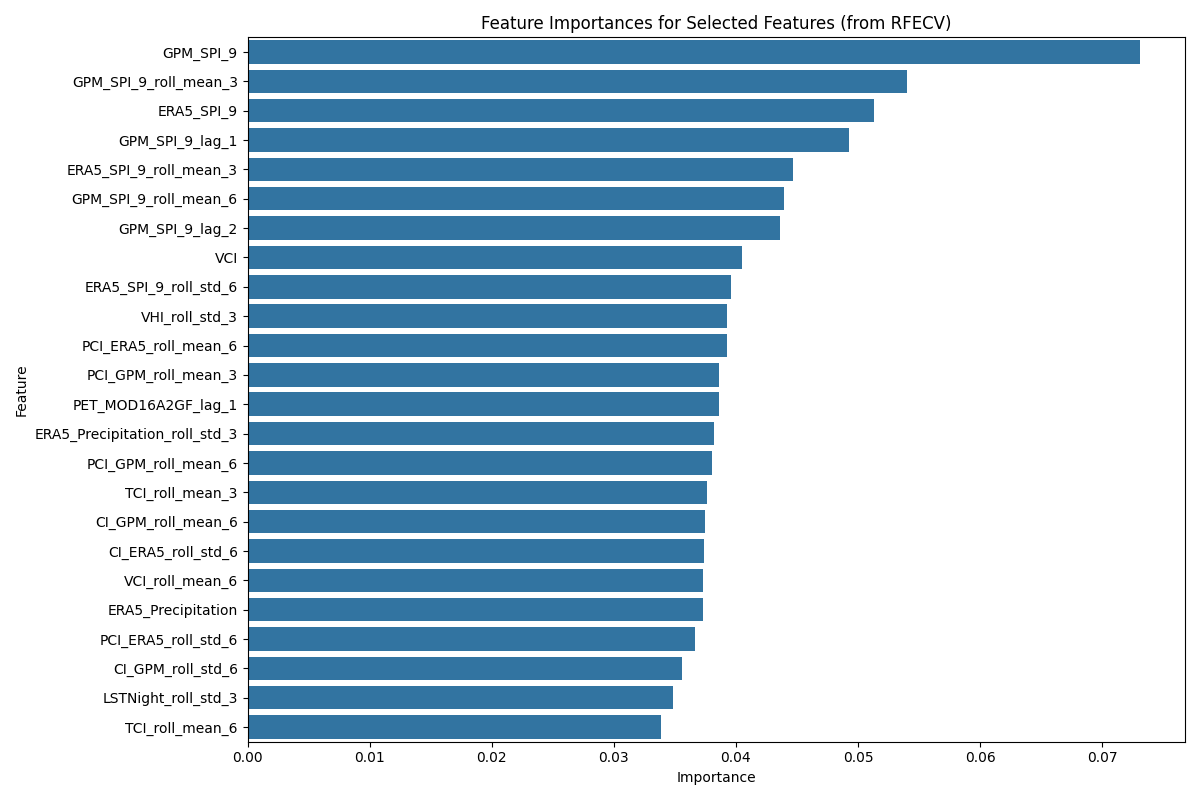 Feature Importances for Selected Features (from RFECV)
GPM_SPI_9
GPM_SPI_9_roll_mean_3
ERA5_SPI_9
GPM_SPI_9_lag_1
ERA5_SPI_9_roll_mean_3
GPM_SPI_9_roll_mean_6
GPM_SPI_9_lag_2
VCI
ERA5_SPI_9_roll_std_6
VHI_roll_std_3
PCI_ERA5_roll_mean_6
PCI_GPM_roll_mean_3
PET_MOD16A2GF_lag_1
ERA5_Precipitation_roll_std_3
PCI_GPM_roll_mean_6
TCI_roll_mean_3
CI_GPM_roll_mean_6
CI_ERA5_roll_std_6
VCI_roll_mean_6
ERA5_Precipitation
PCI_ERA5_roll_std_6
CI_GPM_roll_std_6
LSTNight_roll_std_3
TCI_roll_mean_6
Feature
0.00 0.01 0.02 0.03 0.04 0.05 0.06 0.07
Importance